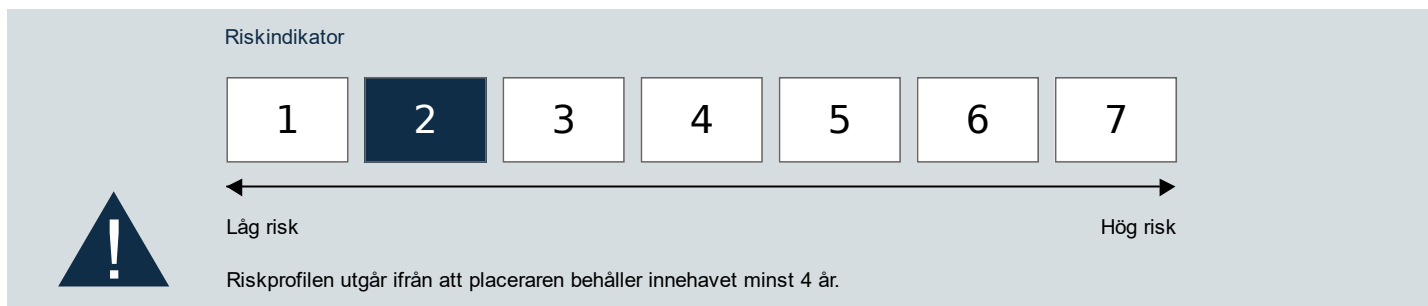 Riskindikator
1 2 3 4 5 6 7
Låg risk Hög risk
!
Riskprofilen utgår ifrån att placeraren behåller innehavet minst 4 år.